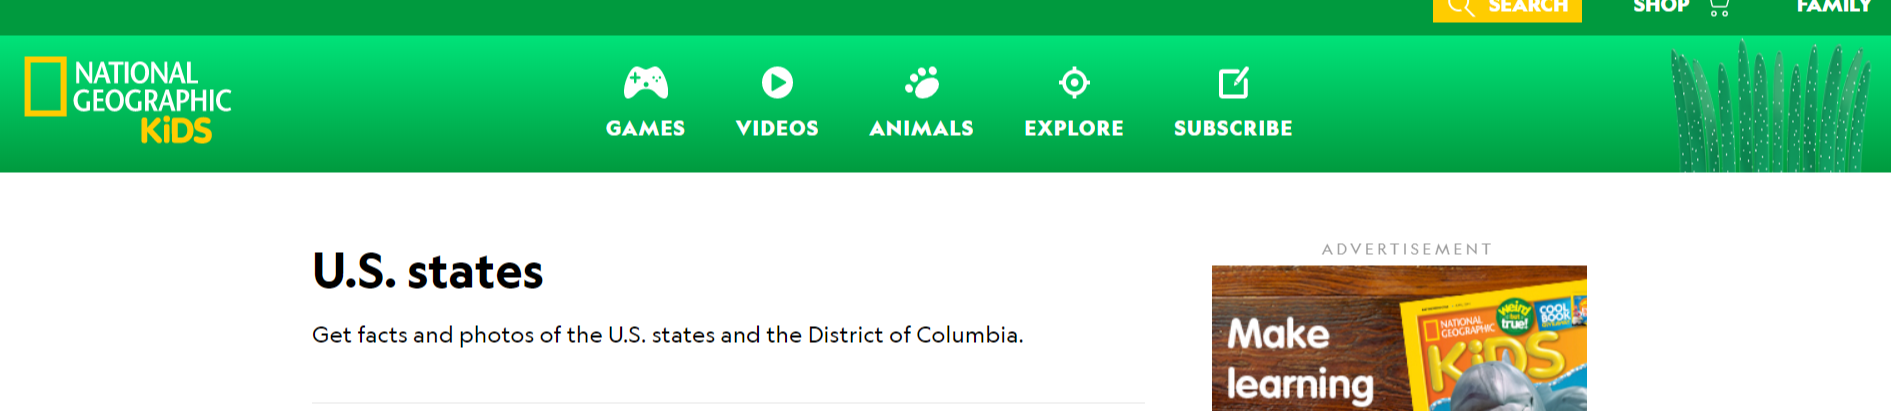 SEARCH
SHOP
FAMILY
NATIONAL
GEOGRAPHIC
KiDS
GAMES
VIDEOS
ANIMALS
EXPLORE
SUBSCRIBE
U.S. states
Get facts and photos of the U.S. states and the District of Columbia.
ADVERTISEMENT
Make
learning
NATIONAL
GEOGRAPHIC
KiDS
weird
true!
COOL
BOOK